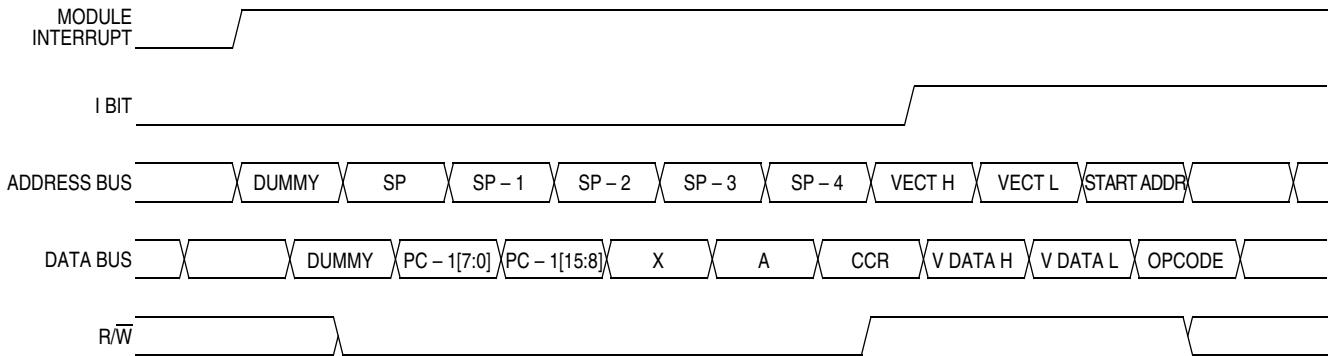 MODULE
INTERRUPT
I BIT
ADDRESS BUS DUMMY SP SP – 1 SP – 2 SP – 3 SP – 4 VECT H VECT L START ADDR
DATA BUS DUMMY PC – 1[7:0] PC – 1[15:8] X A CCR V DATA H V DATA L OPCODE
R/W̅